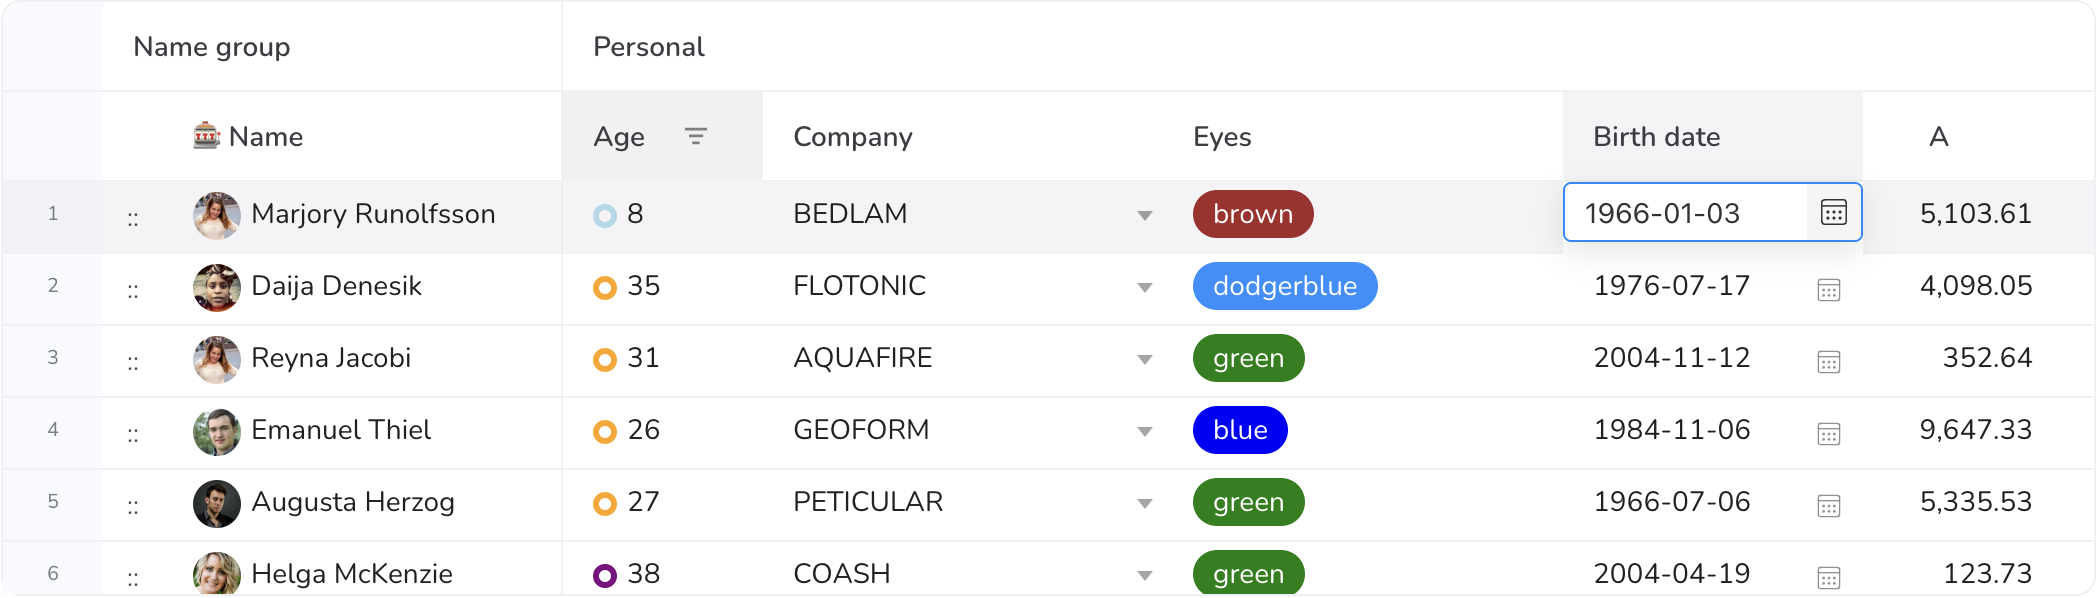 Name group Personal
Name Age Company Eyes Birth date A
1 :: Marjory Runolfsson 8 BEDLAM brown 1966-01-03 5,103.61
2 :: Daija Denesik 35 FLOTONIC dodgerblue 1976-07-17 4,098.05
3 :: Reyna Jacobi 31 AQUAFIRE green 2004-11-12 352.64
4 :: Emanuel Thiel 26 GEOFORM blue 1984-11-06 9,647.33
5 :: Augusta Herzog 27 PETICULAR green 1966-07-06 5,335.53
6 :: Helga McKenzie 38 COASH green 2004-04-19 123.73